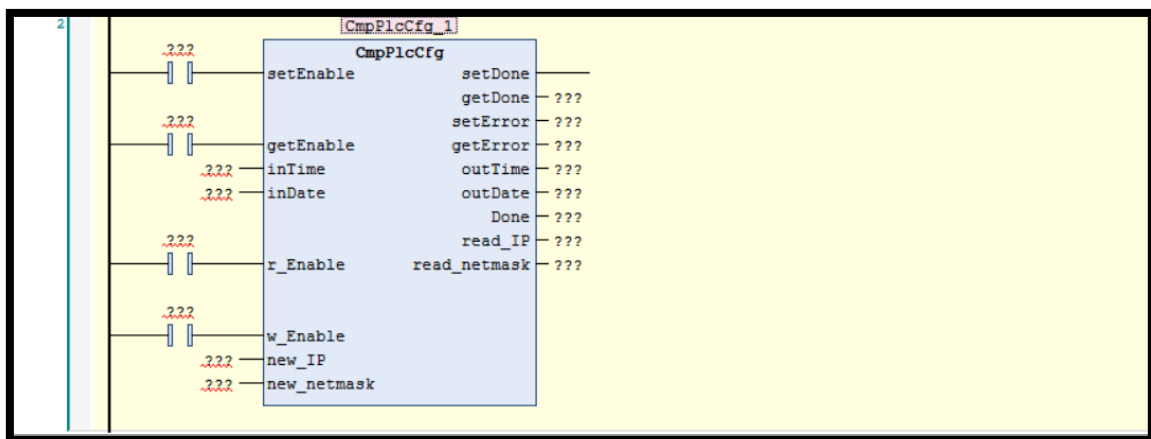 2
CmpPlcCfg_1
??? CmpPlcCfg
setEnable setDone
getDone ???
??? setError ???
getEnable getError ???
??? inTime outTime ???
??? inDate outDate ???
Done ???
??? read_IP ???
r_Enable read_netmask ???
???
w_Enable
??? new_IP
??? new_netmask